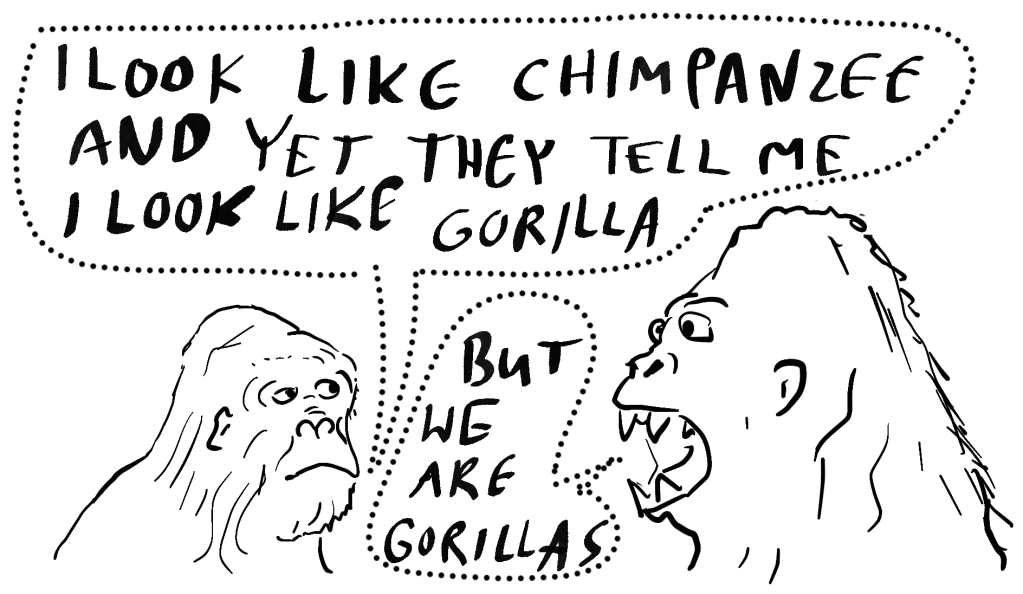 I LOOK LIKE CHIMPANZEE
AND YET THEY TELL ME
I LOOK LIKE GORILLA
BUT
WE
ARE
GORILLAS